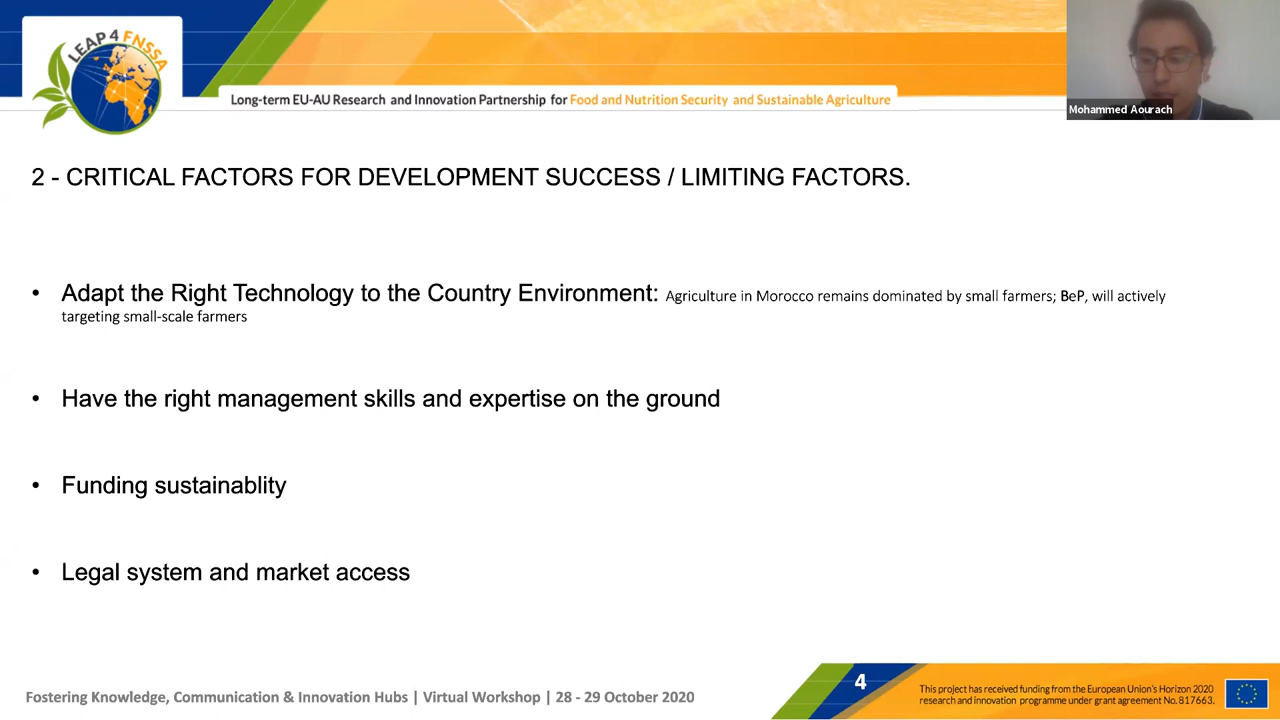 LEAP 4 FNSSA
Long-term EU-AU Research and Innovation Partnership for Food and Nutrition Security and Sustainable Agriculture
Mohammed Aourach
2 - CRITICAL FACTORS FOR DEVELOPMENT SUCCESS / LIMITING FACTORS.
• Adapt the Right Technology to the Country Environment: Agriculture in Morocco remains dominated by small farmers; BeP, will actively
targeting small-scale farmers
• Have the right management skills and expertise on the ground
• Funding sustainablity
• Legal system and market access
Fostering Knowledge, Communication & Innovation Hubs | Virtual Workshop | 28 - 29 October 2020
4
This project has received funding from the European Union's Horizon 2020
research and innovation programme under grant agreement No. 817663.